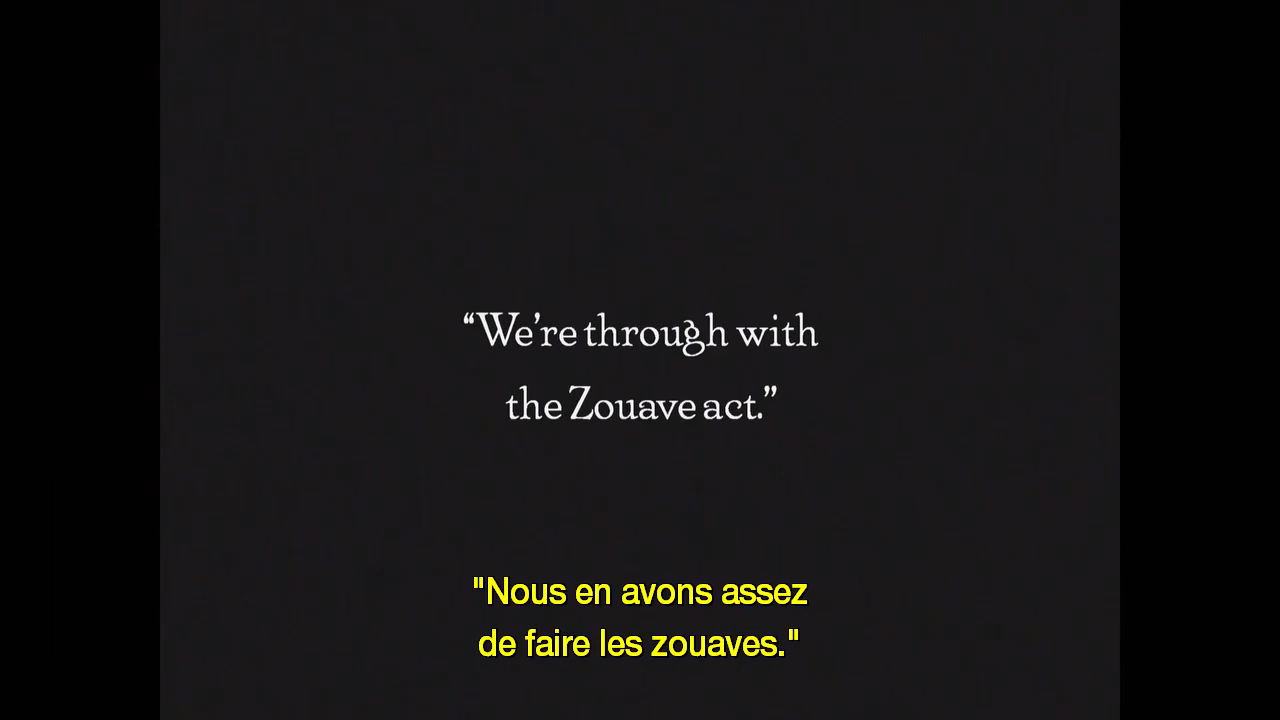 “We’re through with
the Zouave act.”
"Nous en avons assez
de faire les zouaves."